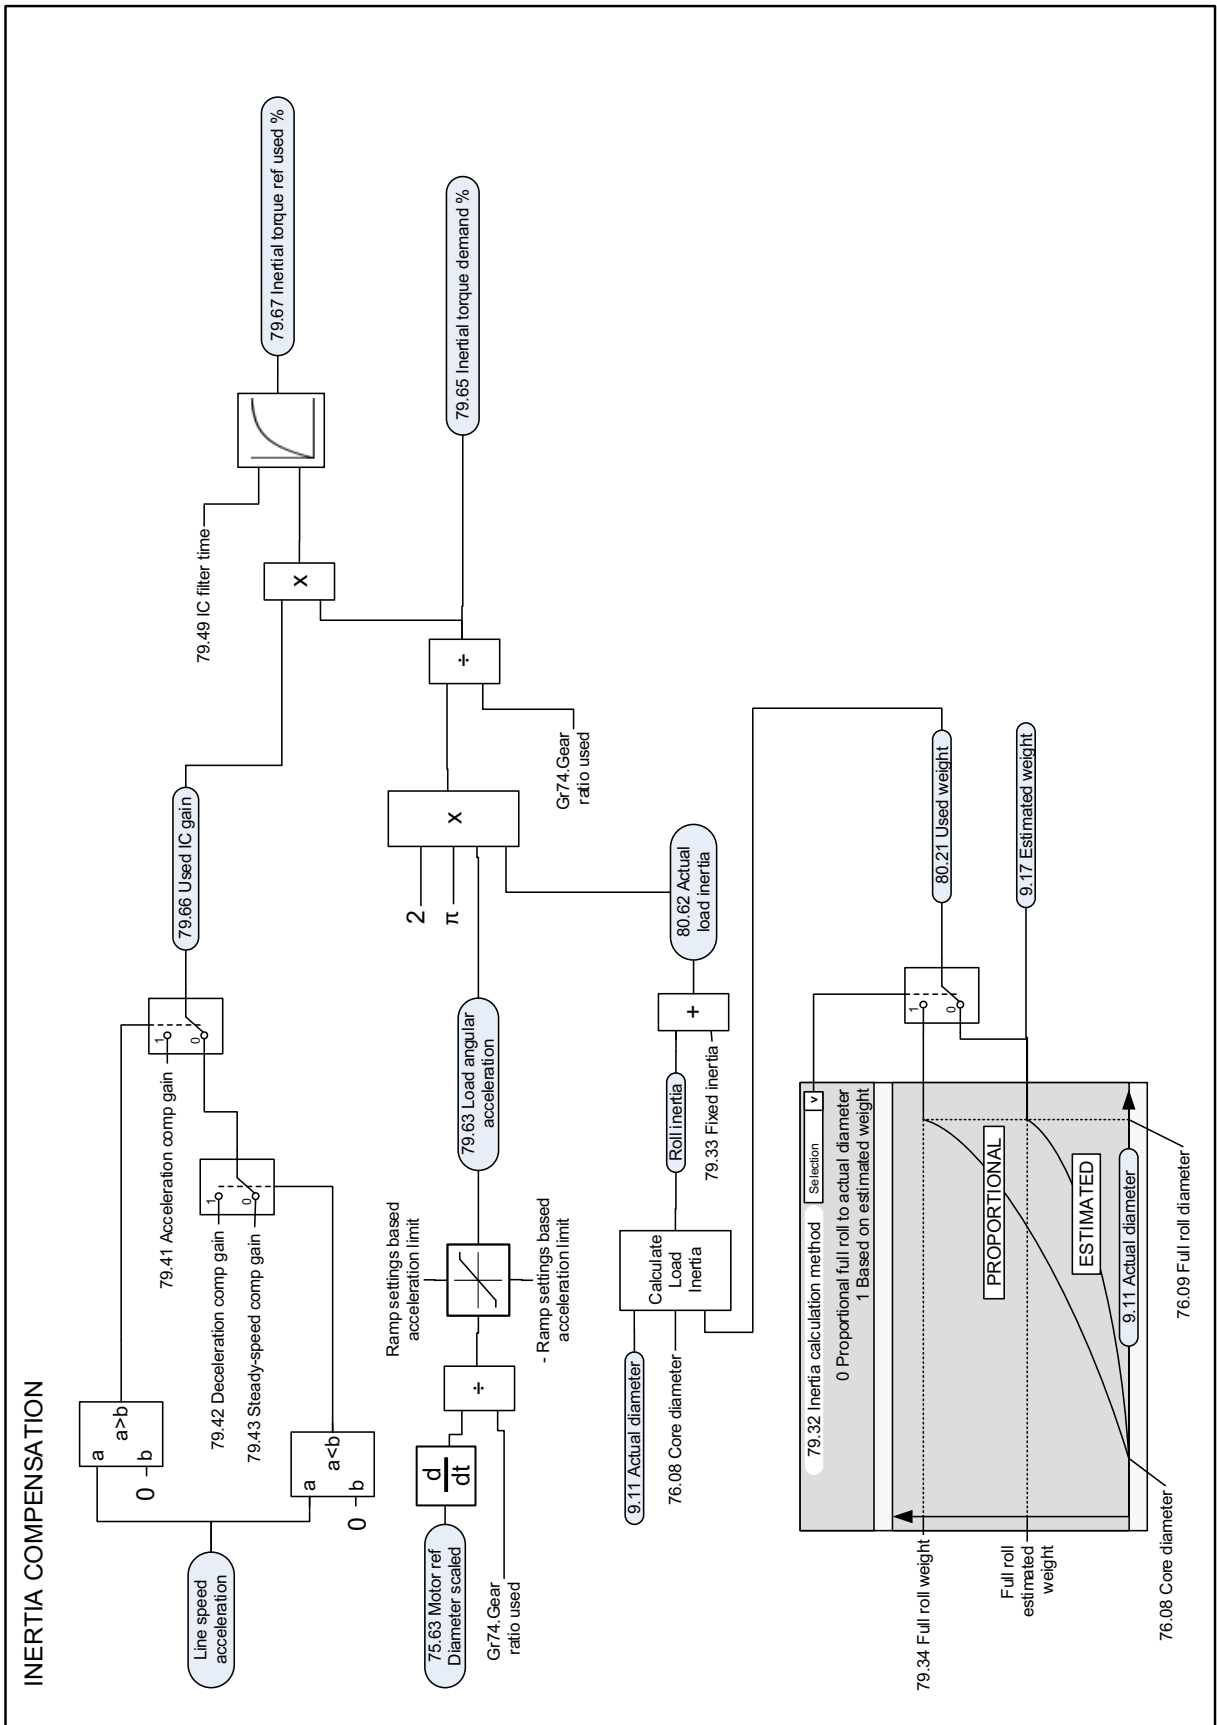 INERTIA COMPENSATION
Line speed
acceleration
a
a>b
0
b
a
a<b
0
b
79.41 Acceleration comp gain
1
0
79.42 Deceleration comp gain
79.43 Steady-speed comp gain
1
0
79.66 Used IC gain
79.49 IC filter time
x
79.67 Inertial torque ref used %
75.63 Motor ref
Diameter scaled
d
dt
Gr74.Gear
ratio used
÷
Ramp settings based
acceleration limit
- Ramp settings based
acceleration limit
79.63 Load angular
acceleration
2
π
x
÷
Gr74.Gear
ratio used
79.65 Inertial torque demand %
9.11 Actual diameter
76.08 Core diameter
Calculate
Load
Inertia
Roll inertia
79.33 Fixed inertia
+
80.62 Actual
load inertia
79.32 Inertia calculation method
Selection
v
0 Proportional full roll to actual diameter
1 Based on estimated weight
PROPORTIONAL
ESTIMATED
9.11 Actual diameter
79.34 Full roll weight
Full roll
estimated
weight
76.08 Core diameter
76.09 Full roll diameter
1
0
80.21 Used weight
9.17 Estimated weight